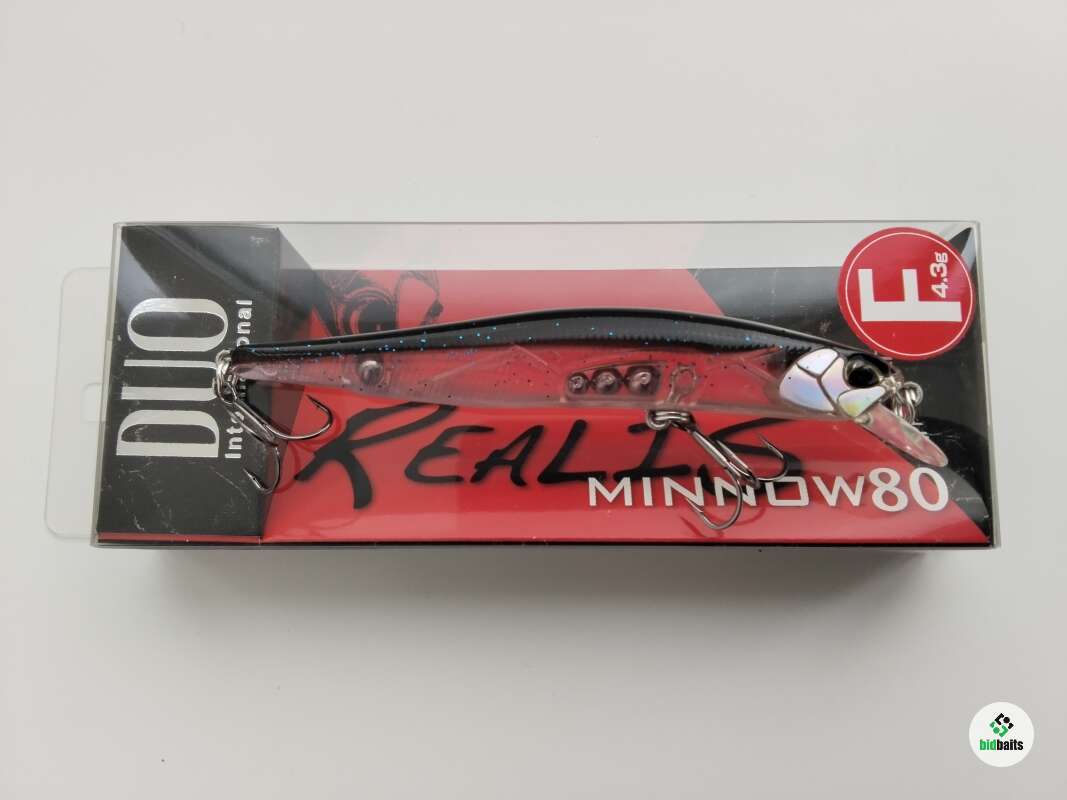 DUO
International
F
4.3g
REALIS
MINNOW80
bidbaits